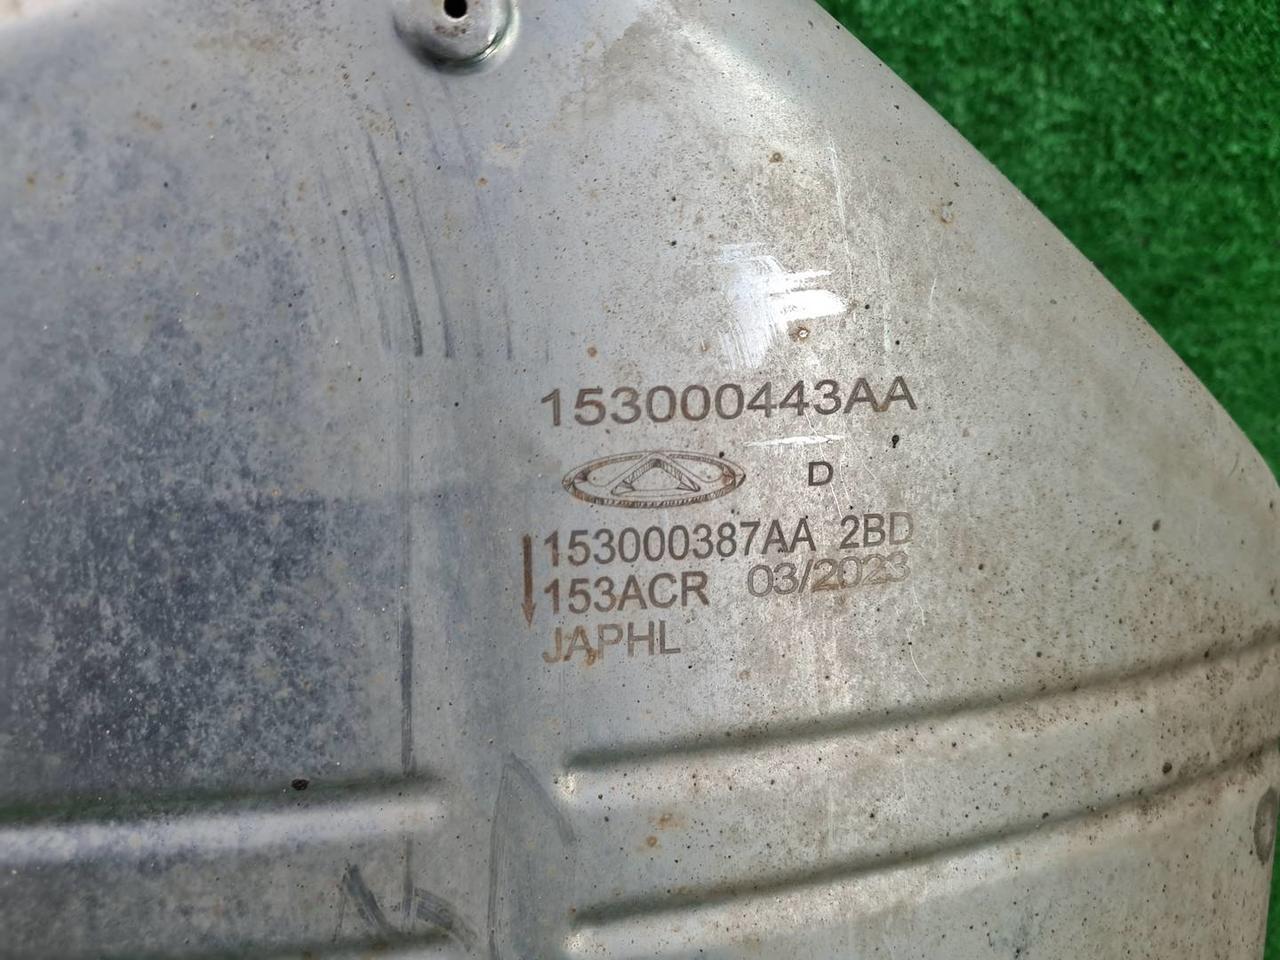 153000443AA
D
153000387AA 2BD
153ACR 03/2023
JAPHL